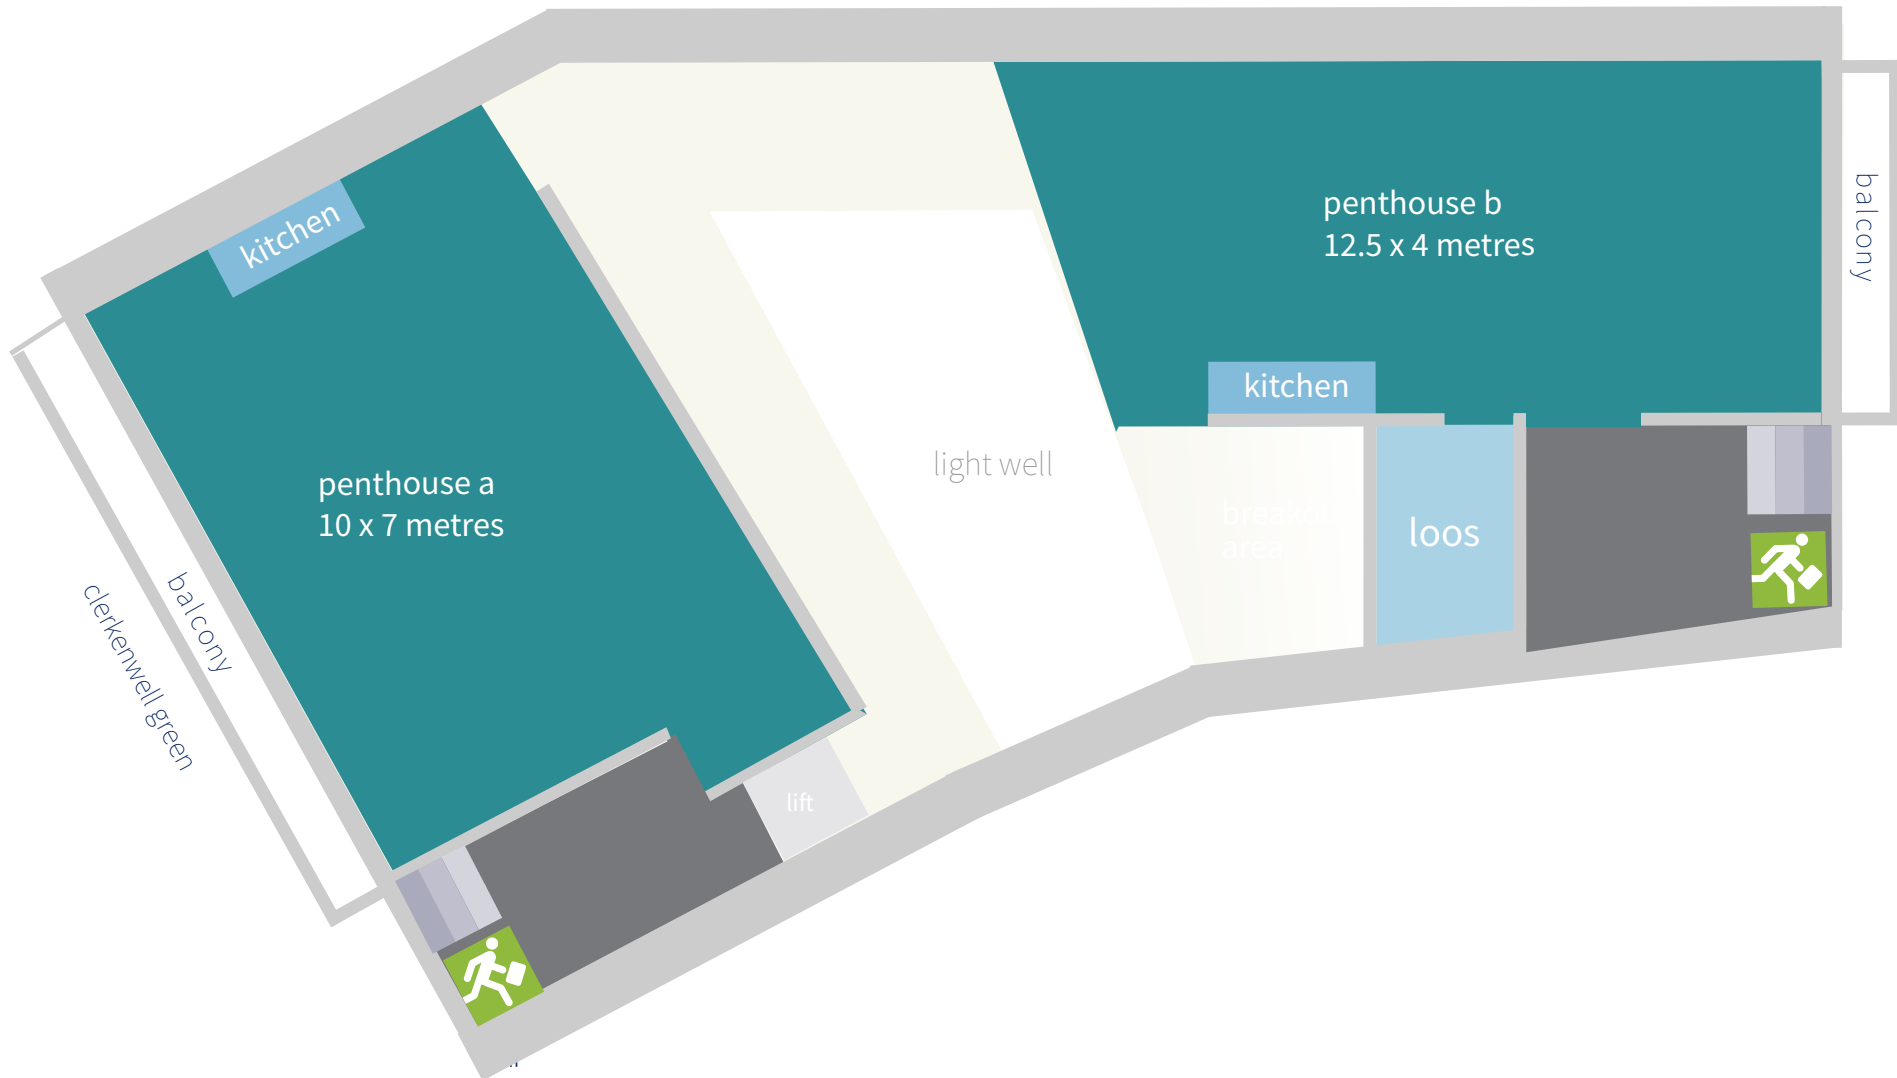 kitchen
penthouse a
10 x 7 metres
balcony
clerkenwell green
lift
light well
penthouse b
12.5 x 4 metres
kitchen
area
loos
balcony